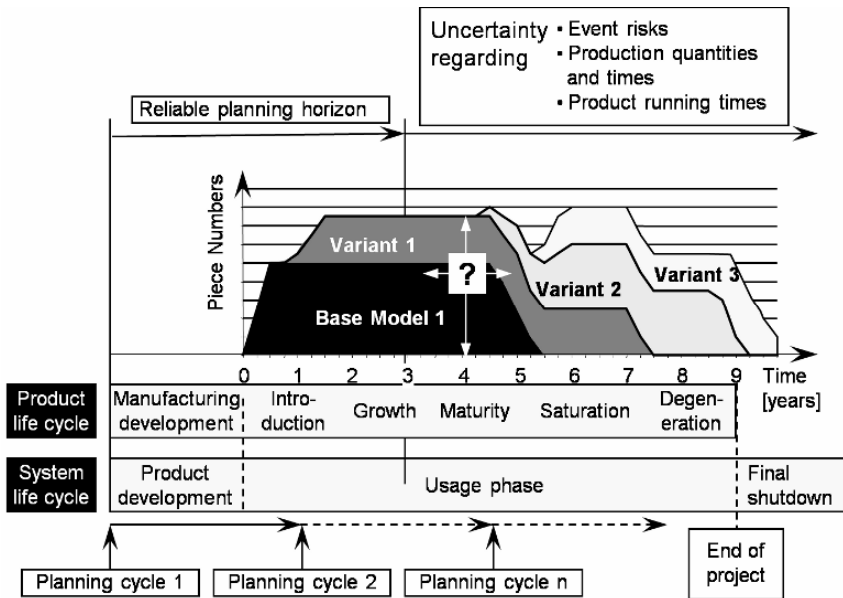 Uncertainty
regarding
▪ Event risks
▪ Production quantities
and times
▪ Product running times
Reliable planning horizon
Piece Numbers
Variant 1
?
Base Model 1
Variant 2
Variant 3
0 1 2 3 4 5 6 7 8 9 Time
[years]
Product
life cycle
Manufacturing
development
Intro-
duction
Growth
Maturity
Saturation
Degen-
eration
System
life cycle
Product
development
Usage phase
Final
shutdown
Planning cycle 1
Planning cycle 2
Planning cycle n
End of
project